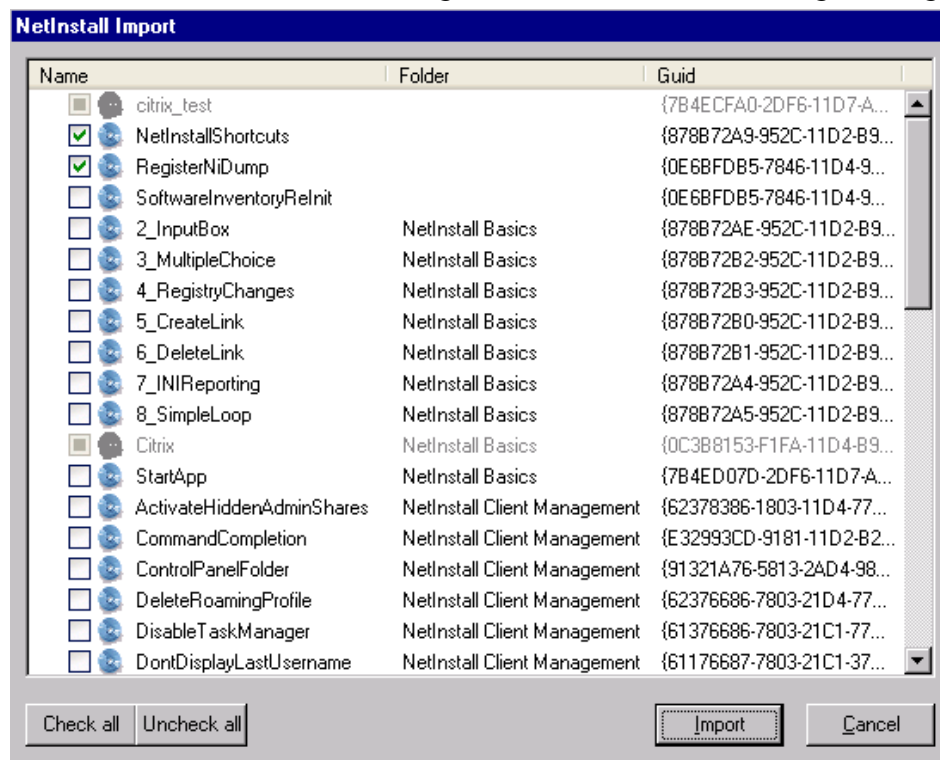 NetInstall Import
Name Folder Guid
citrix_test {7B4ECFA0-2DF6-11D7-A...
NetInstallShortcuts {878B72A9-952C-11D2-B9...
RegisterNiDump {0E6BFDB5-7846-11D4-9...
SoftwareInventoryReInit {0E6BFDB5-7846-11D4-9...
2_InputBox NetInstall Basics {878B72AE-952C-11D2-B9...
3_MultipleChoice NetInstall Basics {878B72B2-952C-11D2-B9...
4_RegistryChanges NetInstall Basics {878B72B3-952C-11D2-B9...
5_CreateLink NetInstall Basics {878B72B0-952C-11D2-B9...
6_DeleteLink NetInstall Basics {878B72B1-952C-11D2-B9...
7_INIReporting NetInstall Basics {878B72A4-952C-11D2-B9...
8_SimpleLoop NetInstall Basics {878B72A5-952C-11D2-B9...
Citrix NetInstall Basics {0C3B8153-F1FA-11D4-B9...
StartApp NetInstall Basics {7B4ED07D-2DF6-11D7-A...
ActivateHiddenAdminShares NetInstall Client Management {62378386-1803-11D4-77...
CommandCompletion NetInstall Client Management {E32993CD-9181-11D2-B2...
ControlPanelFolder NetInstall Client Management {91321A76-5813-2AD4-98...
DeleteRoamingProfile NetInstall Client Management {62376686-7803-21D4-77...
DisableTaskManager NetInstall Client Management {61376686-7803-21C1-77...
DontDisplayLastUsername NetInstall Client Management {61176687-7803-21C1-37...
Check all Uncheck all Import Cancel